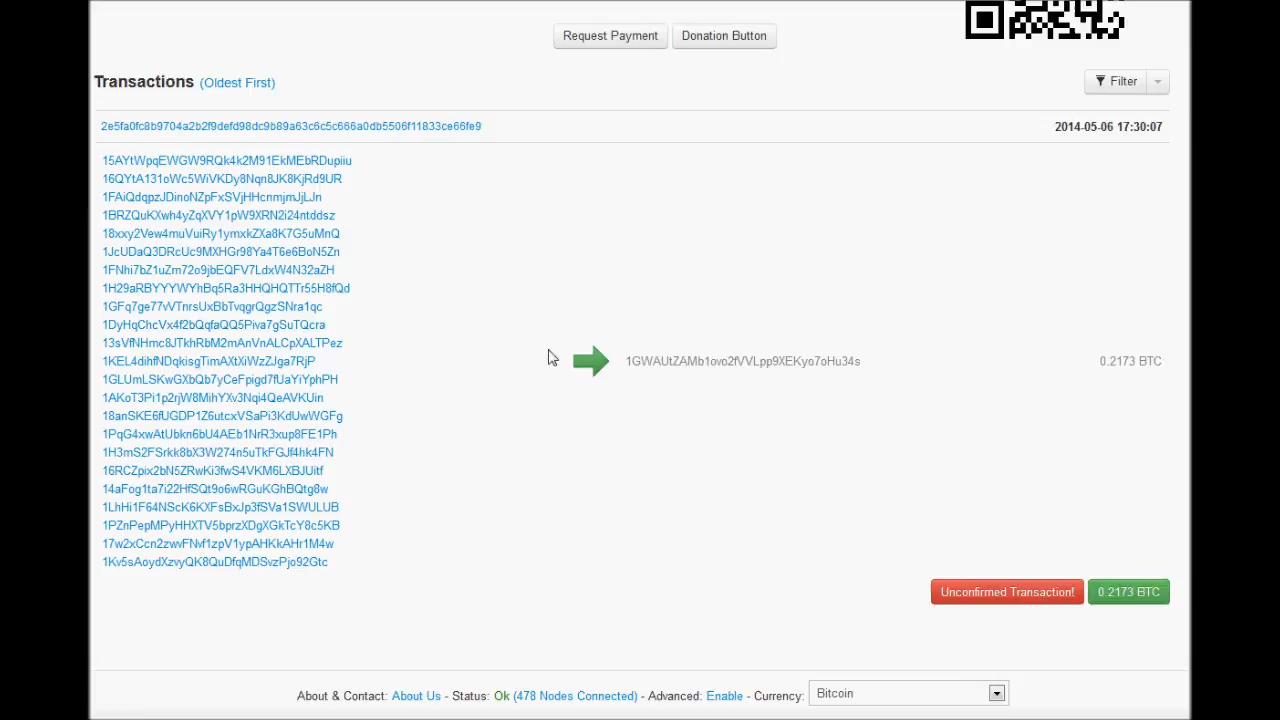 Request Payment
Donation Button
Transactions (Oldest First)
Filter
2e5fa0fc8b9704a2b2f9defd98dc9b89a63c6c5c666a0db5506f11833ce66fe9
2014-05-06 17:30:07
15AYtWpqEWGW9RQk4k2M91EkMEbRDupiiu
16QYtA131oWc5WiVKDy8Nqn8JK8KjRd9UR
1FAiQdqpzJDinoNZpFxSVjHHcnmjmJjLJn
1BRZQuKXwh4yZqXVY1pW9XRN2i24ntddsz
18xxy2Vew4muVuiRy1ymxkZXa8K7G5uMnQ
1JcUDaQ3DRcUc9MXHGr98Ya4T6e6BoN5Zn
1FNhi7bZ1uZm72o9jbEQFV7LdxW4N32aZH
1H29aRBYYYWYhBq5Ra3HHQHQTTr55H8fQd
1GFq7ge77vVTnrsUxBbTvqgrQgzSNra1qc
1DyHqChcVx4f2bQqfaQQ5Piva7gSuTQcra
13sVfNHmc8JTkhRbM2mAnVnALCpXALTPez
1KEL4dihfNDqkisgTimAXtXiWzZJga7RjP
1GWAUtZAMb1ovo2fVVLpp9XEKyo7oHu34s
0.2173 BTC
1GLUmLSKwGXbQb7yCeFpigd7fUaYiYphPH
1AKoT3Pi1p2rjW8MihYXv3Nqi4QeAVKUin
18anSKE6fUGDP1Z6utcxVSaPi3KdUwWGFg
1PqG4xwAtUbkn6bU4AEb1NrR3xup8FE1Ph
1H3mS2FSrkk8bX3W274n5uTkFGJf4hk4FN
16RCZpix2bN5ZRwKi3fwS4VKM6LXBJUitf
14aFog1ta7i22HfSQt9o6wRGuKGhBQtg8w
1LhHi1F64NScK6KXFsBxJp3fSVa1SWULUB
1PZnPepMPyHHXTV5bprzXDgXGkTcY8c5KB
17w2xCcn2zwvFNvf1zpV1ypAHKkAHr1M4w
1Kv5sAoydXzvyQK8QuDfqMDSvzPjo92Gtc
Unconfirmed Transaction!
0.2173 BTC
About & Contact: About Us - Status: Ok (478 Nodes Connected) - Advanced: Enable - Currency: Bitcoin